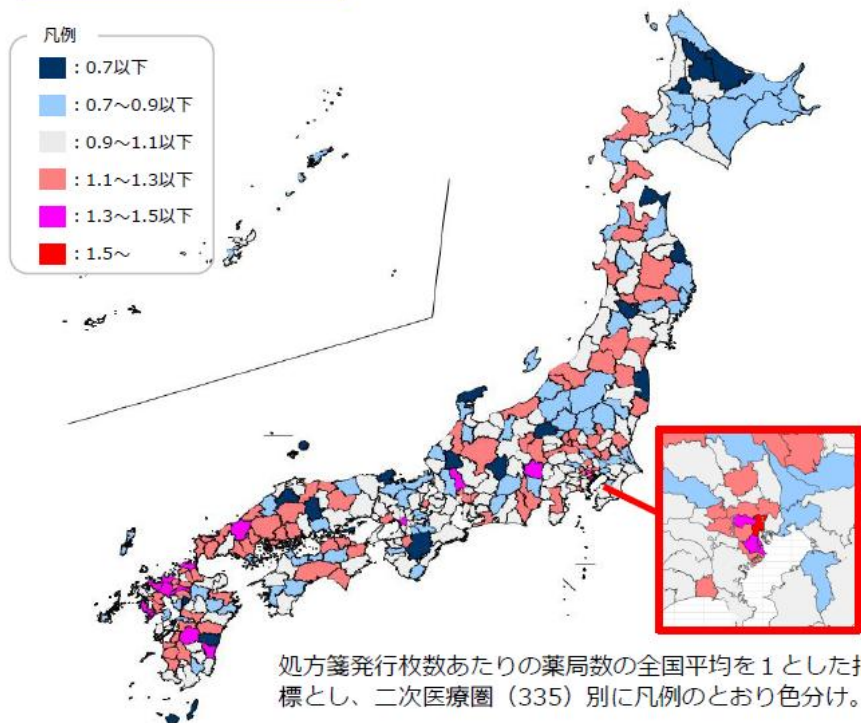 凡例
：0.7以下
：0.7～0.9以下
：0.9～1.1以下
：1.1～1.3以下
：1.3～1.5以下
：1.5～
処方箋発行枚数あたりの薬局数の全国平均を１とした指
標とし、二次医療圏（335）別に凡例のとおり色分け。